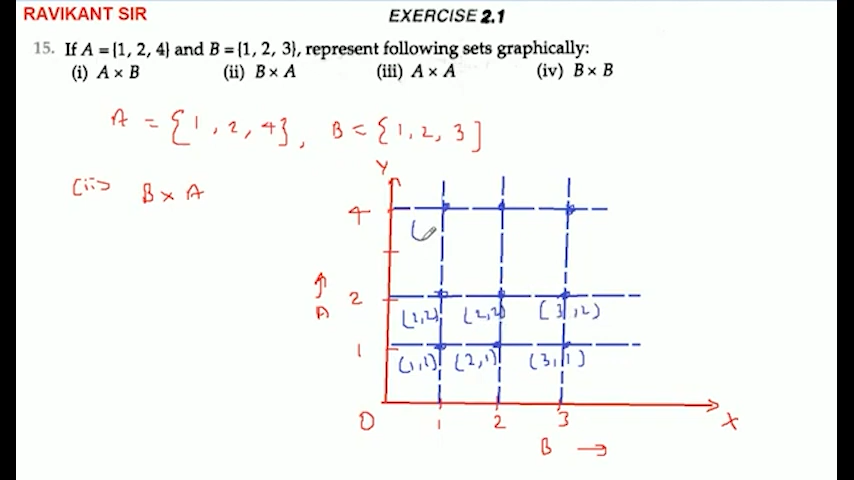 RAVIKANT SIR
EXERCISE 2.1
15. If A = {1, 2, 4} and B = {1, 2, 3}, represent following sets graphically:
(i) A × B (ii) B × A (iii) A × A (iv) B × B
A = {1, 2, 4}, B = {1, 2, 3]
(ii) B × A
Y
4
(
↑ A
2
(1,2) (2,2) (3,2)
1
(1,1) (2,1) (3,1)
O 1 2 3 X
B →